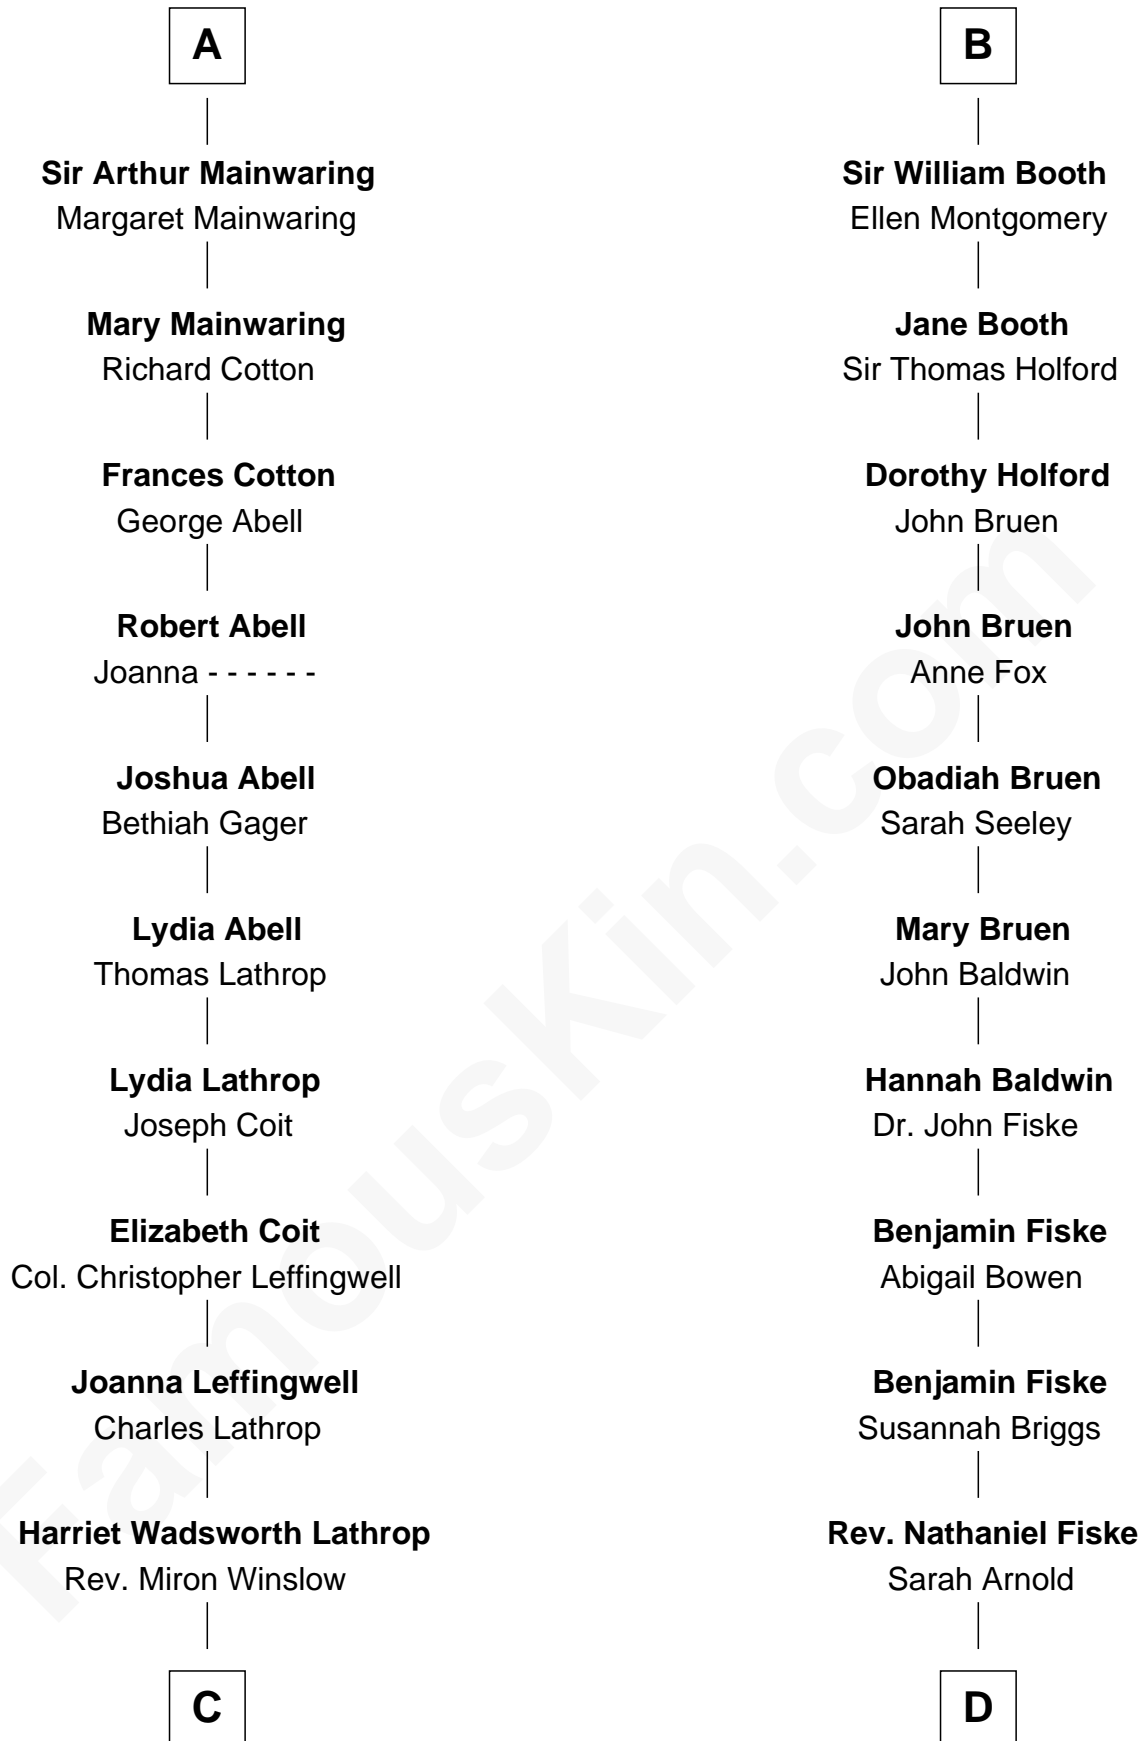 A
Sir Arthur Mainwaring
Margaret Mainwaring
Mary Mainwaring
Richard Cotton
Frances Cotton
George Abell
Robert Abell
Joanna - - - - - -
Joshua Abell
Bethiah Gager
Lydia Abell
Thomas Lathrop
Lydia Lathrop
Joseph Coit
Elizabeth Coit
Col. Christopher Leffingwell
Joanna Leffingwell
Charles Lathrop
Harriet Wadsworth Lathrop
Rev. Miron Winslow
C
B
Sir William Booth
Ellen Montgomery
Jane Booth
Sir Thomas Holford
Dorothy Holford
John Bruen
John Bruen
Anne Fox
Obadiah Bruen
Sarah Seeley
Mary Bruen
John Baldwin
Hannah Baldwin
Dr. John Fiske
Benjamin Fiske
Abigail Bowen
Benjamin Fiske
Susannah Briggs
Rev. Nathaniel Fiske
Sarah Arnold
D
FamousKin.com